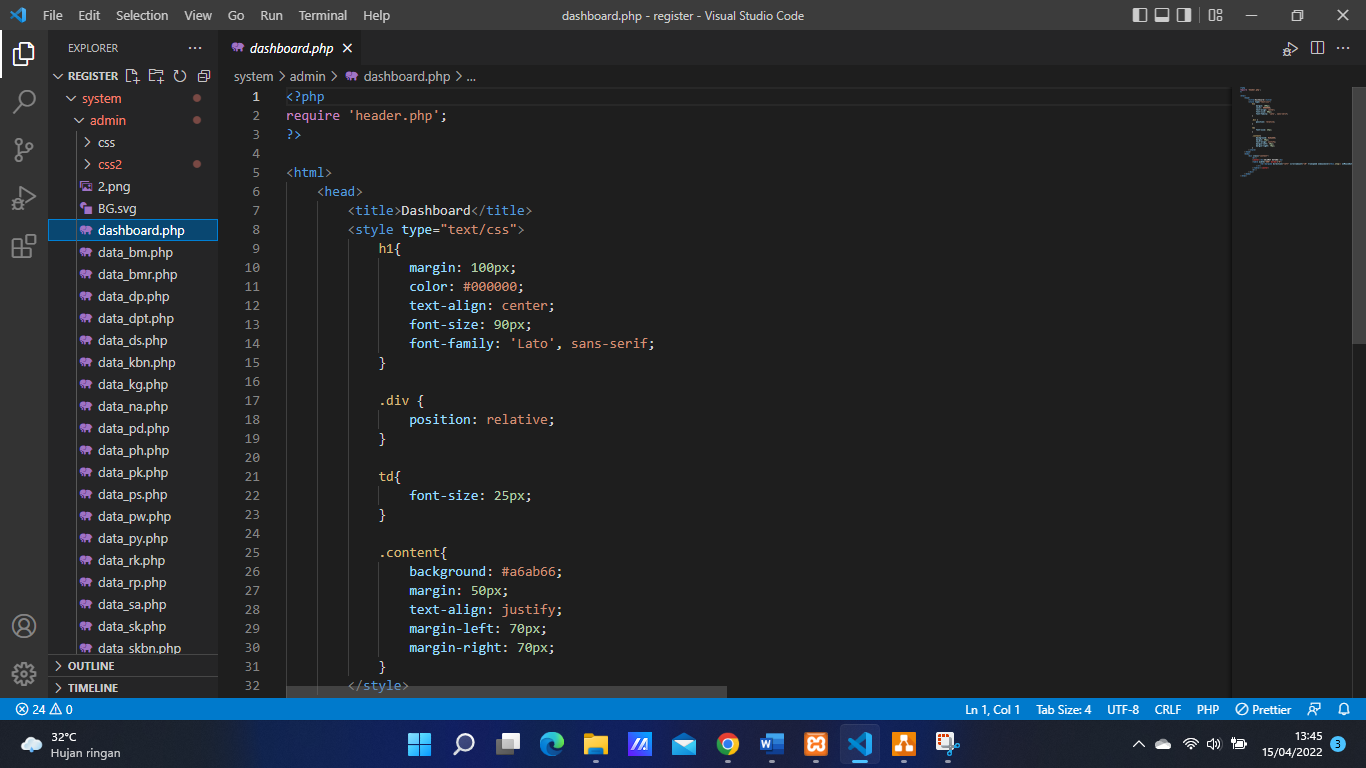 File Edit Selection View Go Run Terminal Help
dashboard.php - register - Visual Studio Code
EXPLORER
REGISTER
system
admin
css
css2
2.png
BG.svg
dashboard.php
data_bm.php
data_bmr.php
data_dp.php
data_dpt.php
data_ds.php
data_kbn.php
data_kg.php
data_na.php
data_pd.php
data_ph.php
data_pk.php
data_ps.php
data_pw.php
data_py.php
data_rk.php
data_rp.php
data_sa.php
data_sk.php
data_skbn.php
OUTLINE
TIMELINE
dashboard.php
system > admin > dashboard.php > ...
1 <?php
2 require 'header.php';
3 ?>
4
5 <html>
6 <head>
7 <title>Dashboard</title>
8 <style type="text/css">
9 h1{
10 margin: 100px;
11 color: #000000;
12 text-align: center;
13 font-size: 90px;
14 font-family: 'Lato', sans-serif;
15 }
16
17 .div {
18 position: relative;
19 }
20
21 td{
22 font-size: 25px;
23 }
24
25 .content{
26 background: #a6ab66;
27 margin: 50px;
28 text-align: justify;
29 margin-left: 70px;
30 margin-right: 70px;
31 }
32 </style>
24 0
Ln 1, Col 1 Tab Size: 4 UTF-8 CRLF PHP Prettier
32°C
Hujan ringan
13:45
15/04/2022
3